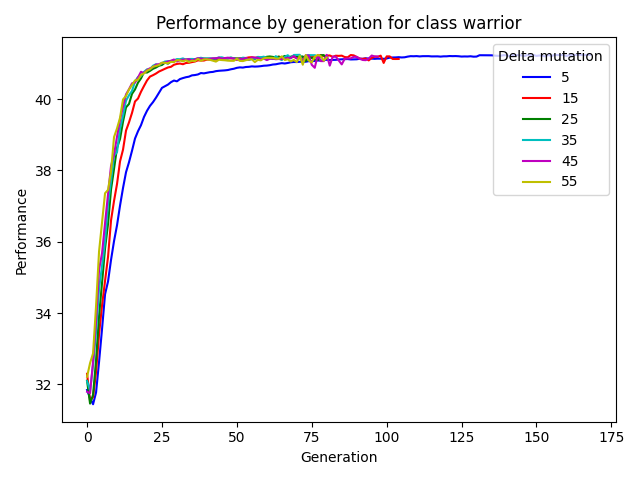 Performance by generation for class warrior
Performance
40
38
36
34
32
Delta mutation
5
15
25
35
45
55
0 25 50 75 100 125 150 175
Generation